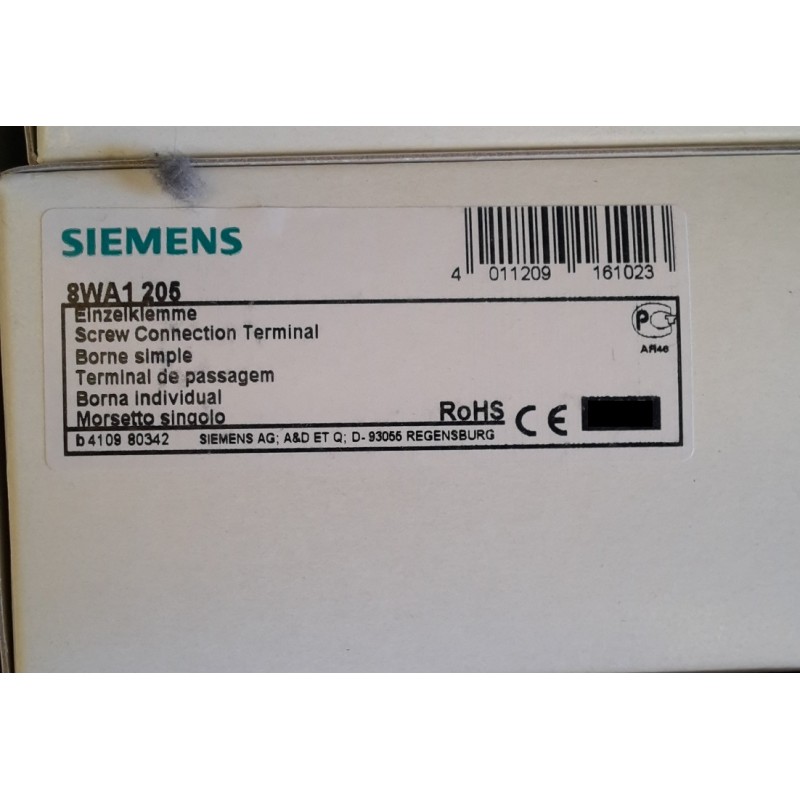 SIEMENS
4 011209 161023
8WA1 205
Einzelklemme
Screw Connection Terminal
Borne simple
Terminal de passagem
Borna individual
Morsetto singolo
RoHS CE
b 4109 80342 SIEMENS AG; A&D ET Q; D- 93055 REGENSBURG